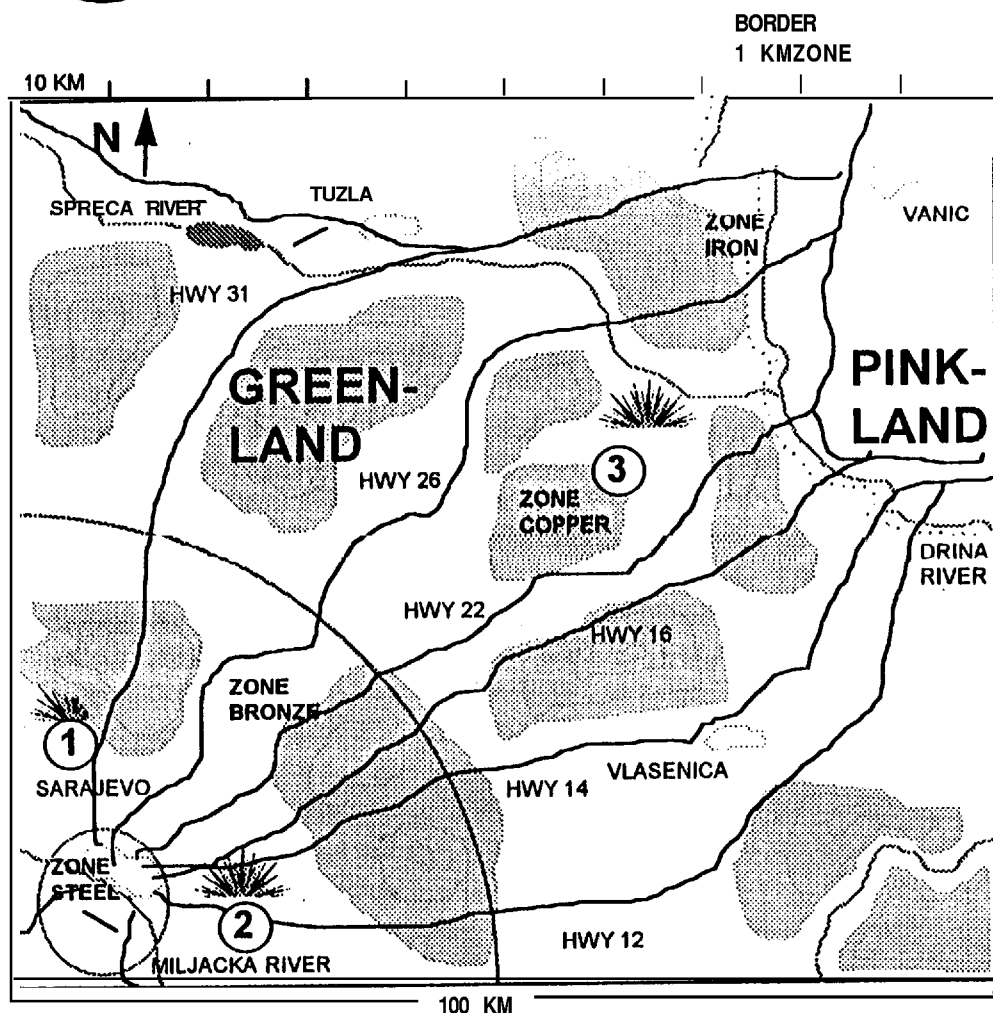 BORDER
1 KMZONE
10 KM
N
SPRECA RIVER
TUZLA
ZONE
IRON
VANIC
HWY 31
GREEN-
LAND
PINK-
LAND
HWY 26
3
ZONE
COPPER
DRINA
RIVER
HWY 22
HWY 16
ZONE
BRONZE
1
SARAJEVO
HWY 14
VLASENICA
ZONE
STEEL
2
HWY 12
MILJACKA RIVER
100 KM